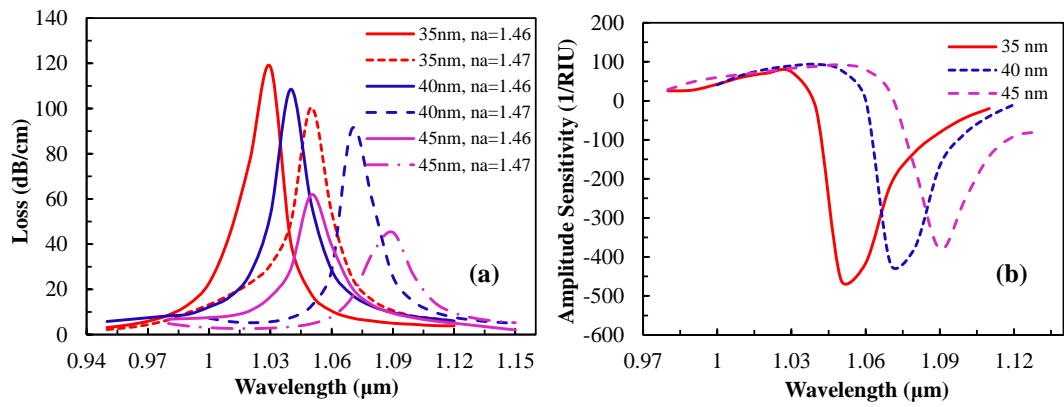 140
120
100
80
60
40
20
0
0.94
0.97
1
1.03
1.06
1.09
1.12
1.15
Loss (dB/cm)
Wavelength (μm)
35nm, na=1.46
35nm, na=1.47
40nm, na=1.46
40nm, na=1.47
45nm, na=1.46
45nm, na=1.47
(a)
200
100
0
-100
-200
-300
-400
-500
-600
0.97
1
1.03
1.06
1.09
1.12
Amplitude Sensitivity (1/RIU)
Wavelength (μm)
35 nm
40 nm
45 nm
(b)